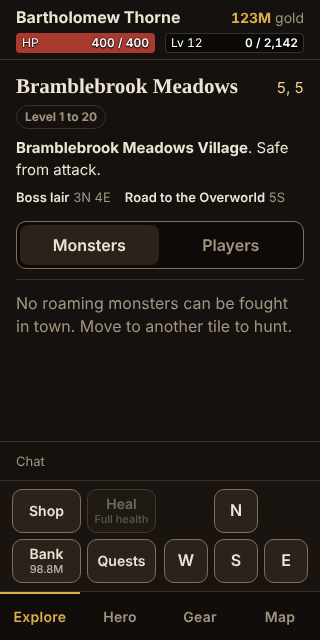 Bartholomew Thorne 123M gold
HP 400 / 400 Lv 12 0 / 2,142
Bramblebrook Meadows 5, 5
Level 1 to 20
Bramblebrook Meadows Village. Safe
from attack.
Boss lair 3N 4E Road to the Overworld 5S
Monsters Players
No roaming monsters can be fought
in town. Move to another tile to hunt.
Chat
Shop Heal N
Full health
Bank Quests W S E
98.8M
Explore Hero Gear Map